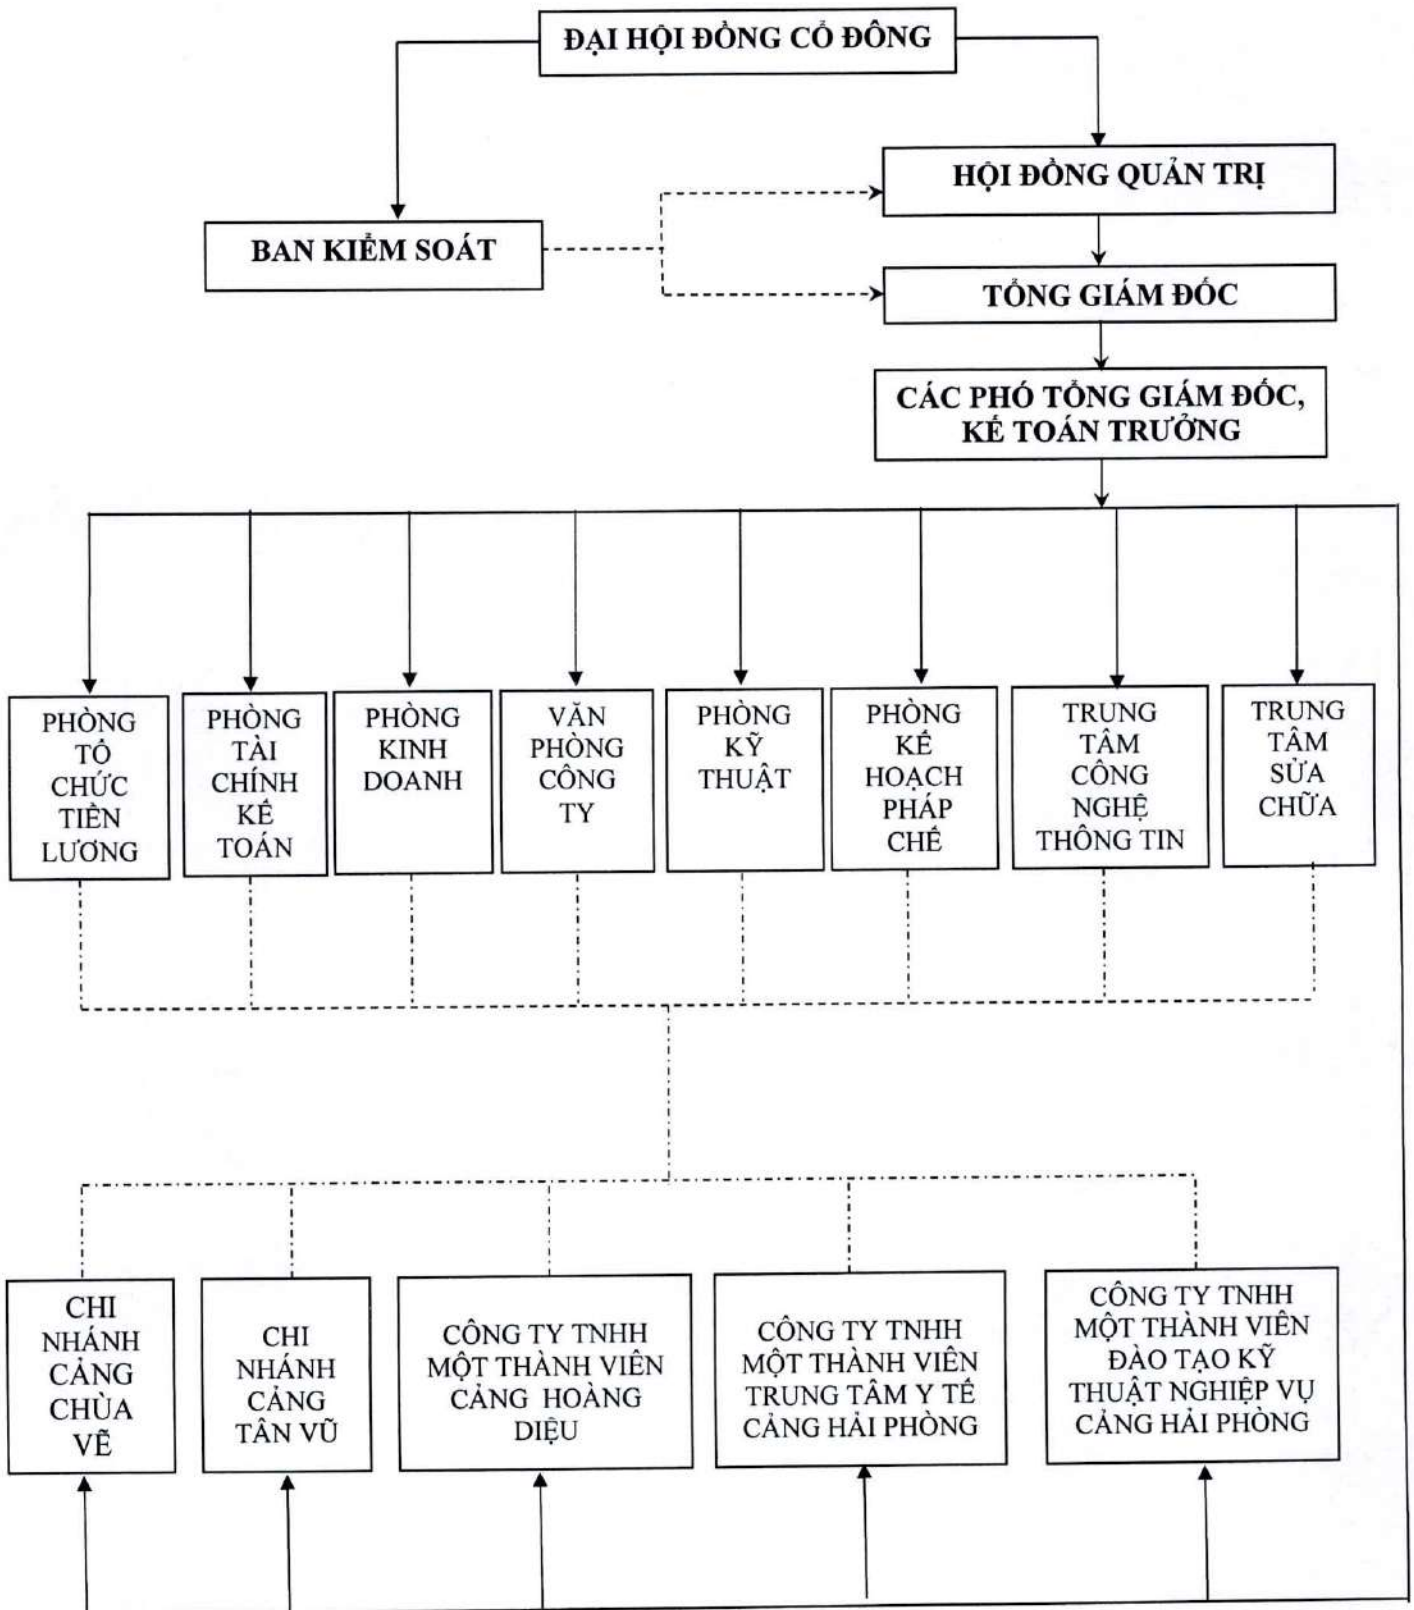 ĐẠI HỘI ĐỒNG CỔ ĐÔNG
HỘI ĐỒNG QUẢN TRỊ
BAN KIỂM SOÁT
TỔNG GIÁM ĐỐC
CÁC PHÓ TỔNG GIÁM ĐỐC,
KẾ TOÁN TRƯỞNG
PHÒNG
TỔ
CHỨC
TIỀN
LƯƠNG
PHÒNG
TÀI
CHÍNH
KẾ
TOÁN
PHÒNG
KINH
DOANH
VĂN
PHÒNG
CÔNG
TY
PHÒNG
KỸ
THUẬT
PHÒNG
KẾ
HOẠCH
PHÁP
CHẾ
TRUNG
TÂM
CÔNG
NGHỆ
THÔNG TIN
TRUNG
TÂM
SỬA
CHỮA
CHI
NHÁNH
CẢNG
CHÙA
VẼ
CHI
NHÁNH
CẢNG
TÂN VŨ
CÔNG TY TNHH
MỘT THÀNH VIÊN
CẢNG HOÀNG
DIỆU
CÔNG TY TNHH
MỘT THÀNH VIÊN
TRUNG TÂM Y TẾ
CẢNG HẢI PHÒNG
CÔNG TY TNHH
MỘT THÀNH VIÊN
ĐÀO TẠO KỸ
THUẬT NGHIỆP VỤ
CẢNG HẢI PHÒNG